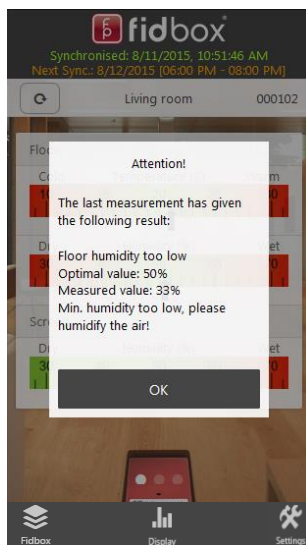 fidbox
Synchronised: 8/11/2015, 10:51:46 AM
Next Sync.: 8/12/2015 [06:00 PM - 08:00 PM]
Living room 000102
Attention!
The last measurement has given
the following result:
Floor humidity too low
Optimal value: 50%
Measured value: 33%
Min. humidity too low, please
humidify the air!
OK
Fidbox Display Settings